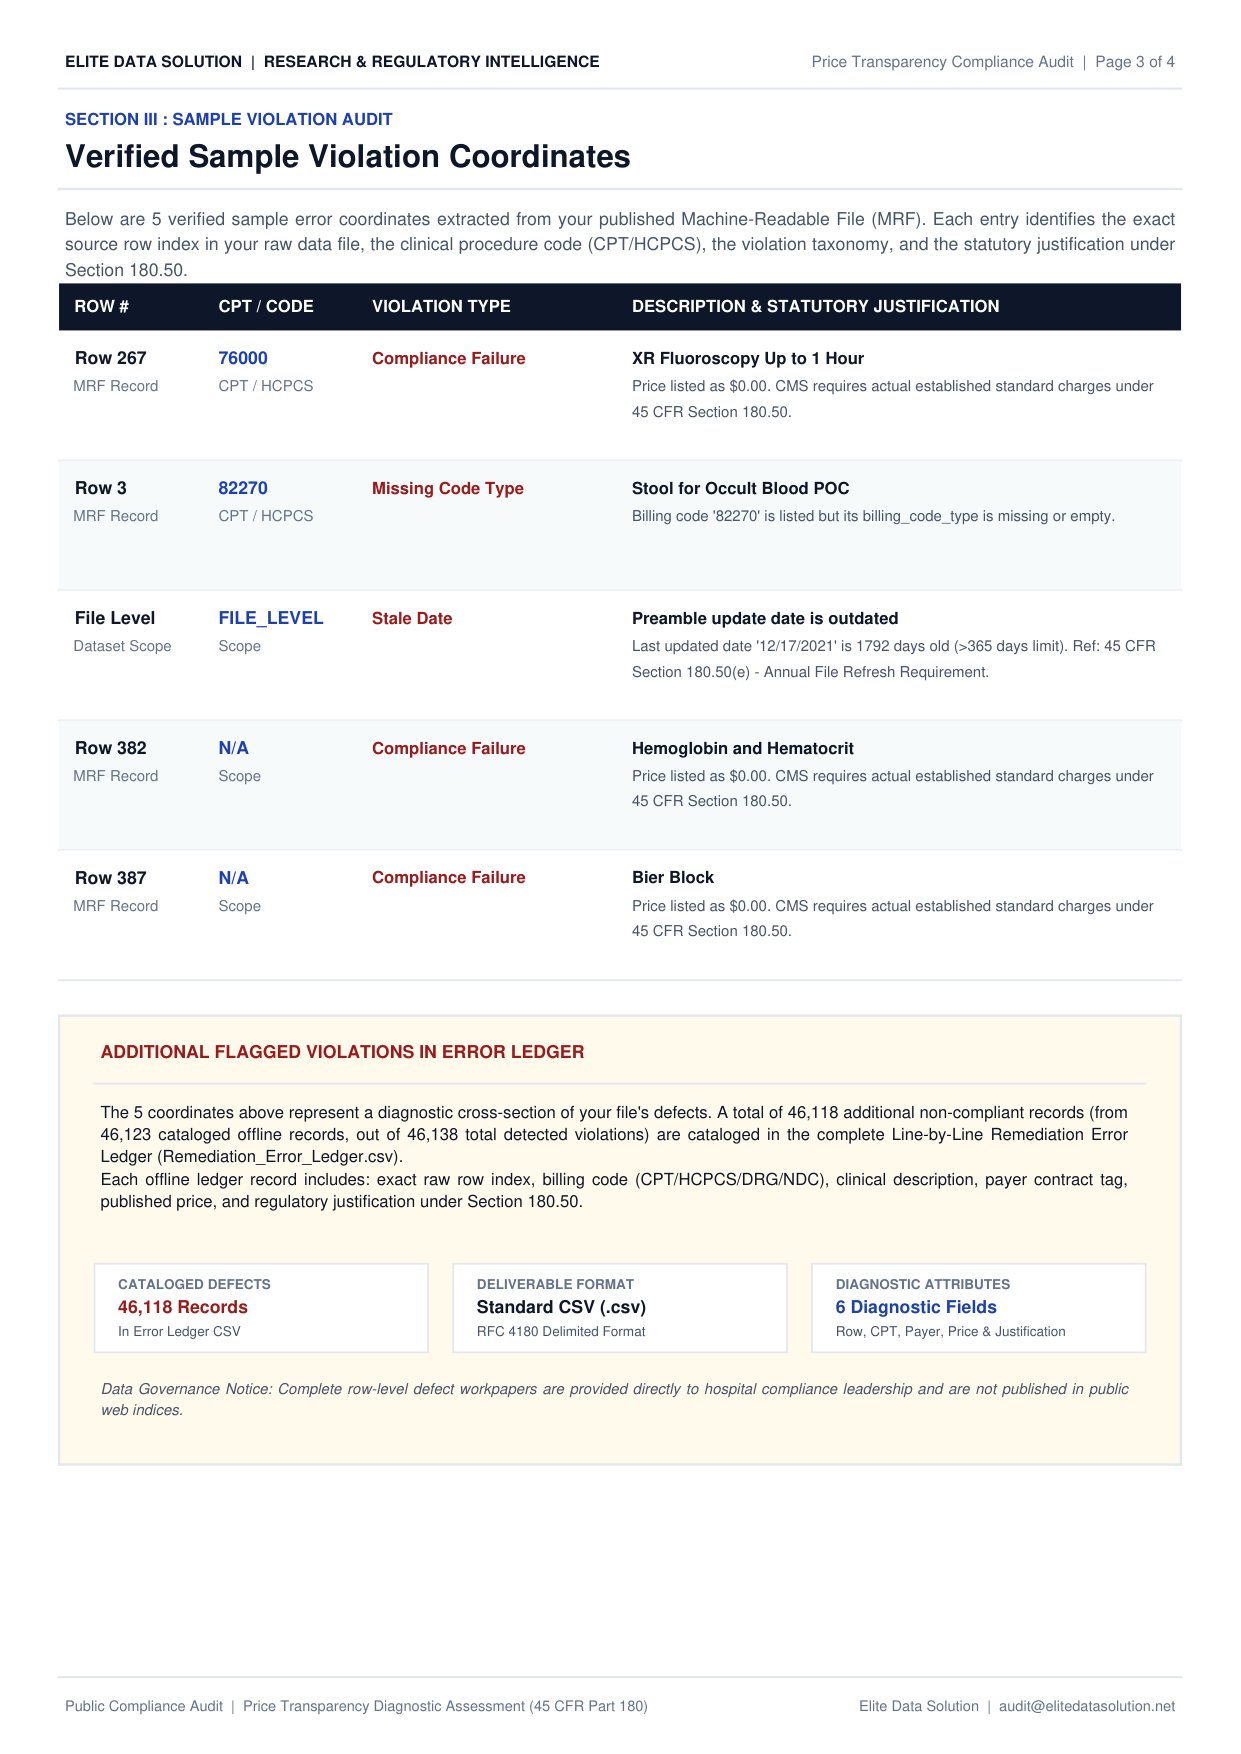 ELITE DATA SOLUTION | RESEARCH & REGULATORY INTELLIGENCE
Price Transparency Compliance Audit | Page 3 of 4
SECTION III : SAMPLE VIOLATION AUDIT
Verified Sample Violation Coordinates
Below are 5 verified sample error coordinates extracted from your published Machine-Readable File (MRF). Each entry identifies the exact
source row index in your raw data file, the clinical procedure code (CPT/HCPCS), the violation taxonomy, and the statutory justification under
Section 180.50.
ROW # CPT / CODE VIOLATION TYPE DESCRIPTION & STATUTORY JUSTIFICATION
Row 267 76000 Compliance Failure XR Fluoroscopy Up to 1 Hour
MRF Record CPT / HCPCS Price listed as $0.00. CMS requires actual established standard charges under
45 CFR Section 180.50.
Row 3 82270 Missing Code Type Stool for Occult Blood POC
MRF Record CPT / HCPCS Billing code '82270' is listed but its billing_code_type is missing or empty.
File Level FILE_LEVEL Stale Date Preamble update date is outdated
Dataset Scope Scope Last updated date '12/17/2021' is 1792 days old (>365 days limit). Ref: 45 CFR
Section 180.50(e) - Annual File Refresh Requirement.
Row 382 N/A Compliance Failure Hemoglobin and Hematocrit
MRF Record Scope Price listed as $0.00. CMS requires actual established standard charges under
45 CFR Section 180.50.
Row 387 N/A Compliance Failure Bier Block
MRF Record Scope Price listed as $0.00. CMS requires actual established standard charges under
45 CFR Section 180.50.
ADDITIONAL FLAGGED VIOLATIONS IN ERROR LEDGER
The 5 coordinates above represent a diagnostic cross-section of your file's defects. A total of 46,118 additional non-compliant records (from
46,123 cataloged offline records, out of 46,138 total detected violations) are cataloged in the complete Line-by-Line Remediation Error
Ledger (Remediation_Error_Ledger.csv).
Each offline ledger record includes: exact raw row index, billing code (CPT/HCPCS/DRG/NDC), clinical description, payer contract tag,
published price, and regulatory justification under Section 180.50.
CATALOGED DEFECTS
46,118 Records
In Error Ledger CSV
DELIVERABLE FORMAT
Standard CSV (.csv)
RFC 4180 Delimited Format
DIAGNOSTIC ATTRIBUTES
6 Diagnostic Fields
Row, CPT, Payer, Price & Justification
Data Governance Notice: Complete row-level defect workpapers are provided directly to hospital compliance leadership and are not published in public
web indices.
Public Compliance Audit | Price Transparency Diagnostic Assessment (45 CFR Part 180)
Elite Data Solution | audit@elitedatasolution.net